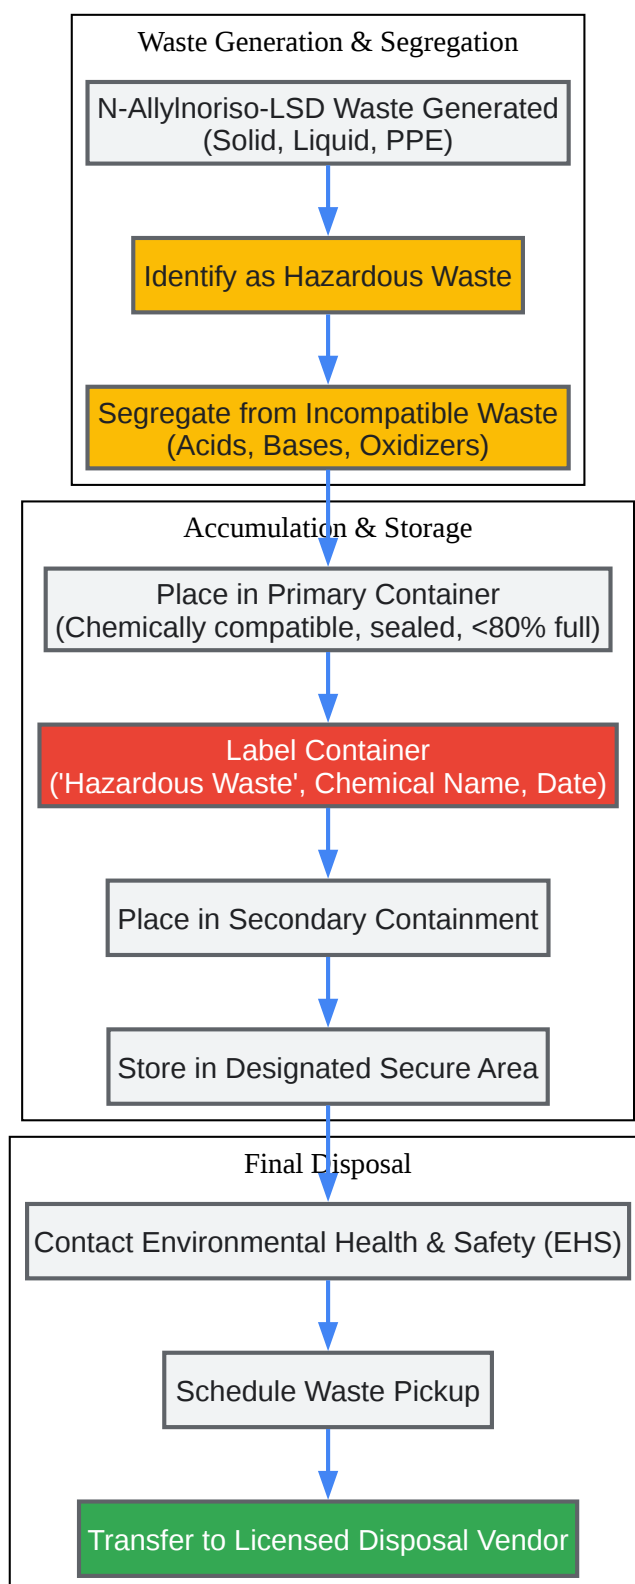 Waste Generation & Segregation
N-Allylnoriso-LSD Waste Generated
(Solid, Liquid, PPE)
Identify as Hazardous Waste
Segregate from Incompatible Waste
(Acids, Bases, Oxidizers)
Accumulation & Storage
Place in Primary Container
(Chemically compatible, sealed, <80% full)
Label Container
('Hazardous Waste', Chemical Name, Date)
Place in Secondary Containment
Store in Designated Secure Area
Final Disposal
Contact Environmental Health & Safety (EHS)
Schedule Waste Pickup
Transfer to Licensed Disposal Vendor